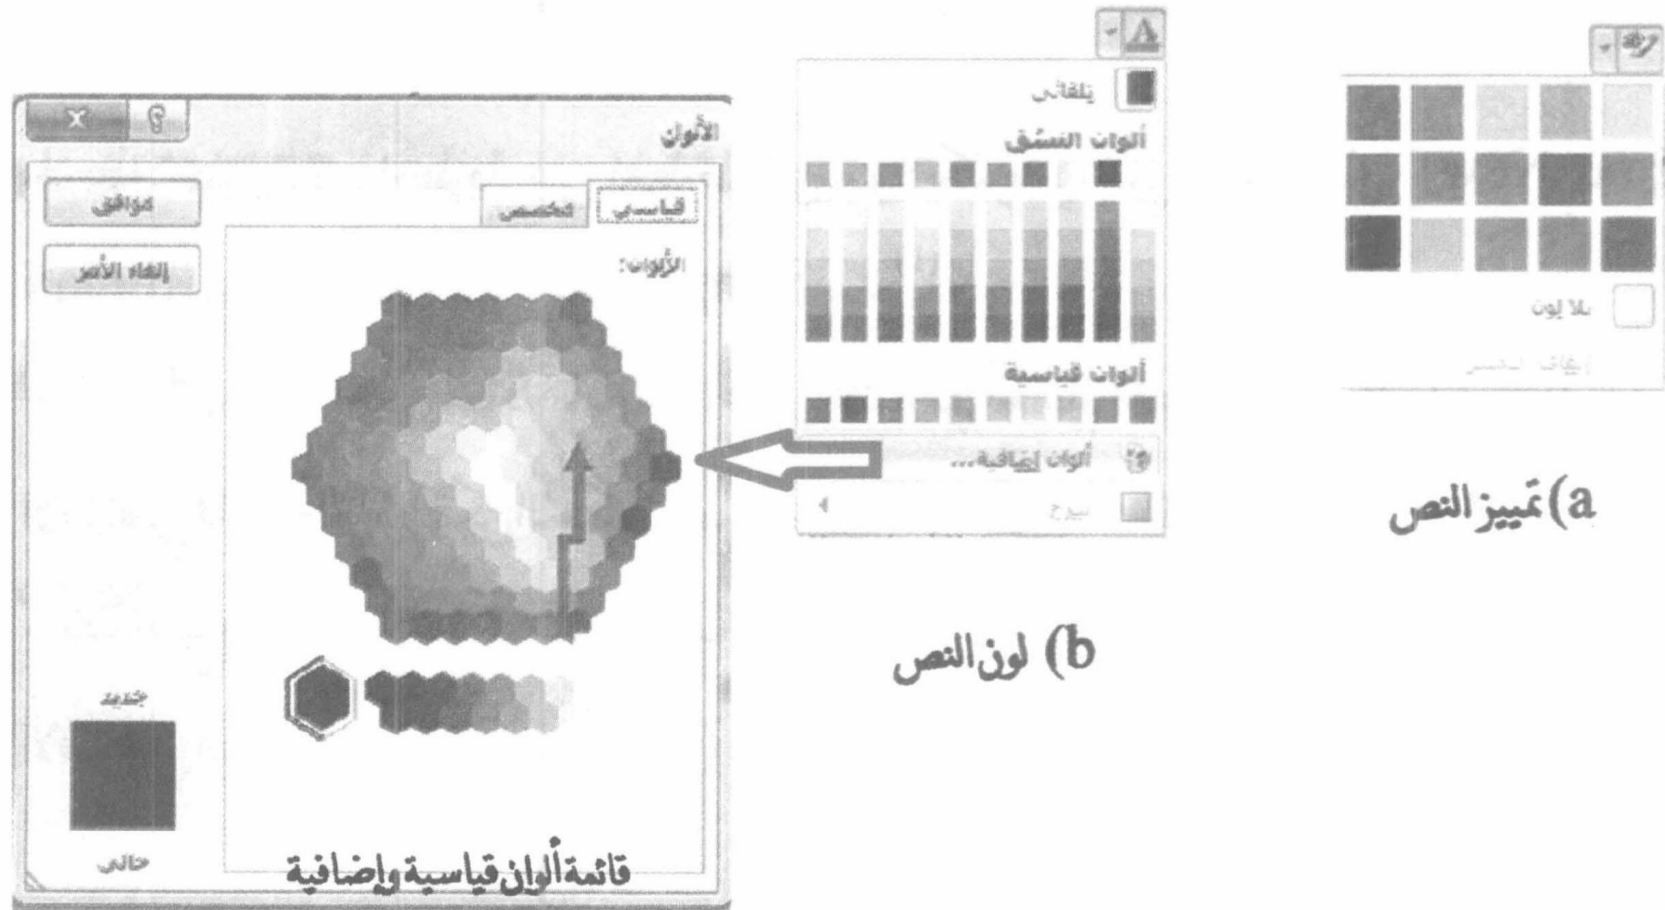 بلا لون
a) تمييز النص
تلقائي
ألوان النسق
ألوان قياسية
ألوان إضافية...
b) لون النص
الألوان
قياسي
مخصص
موافق
إلغاء الأمر
الألوان:
جديد
حالي
قائمة ألوان قياسية وإضافية